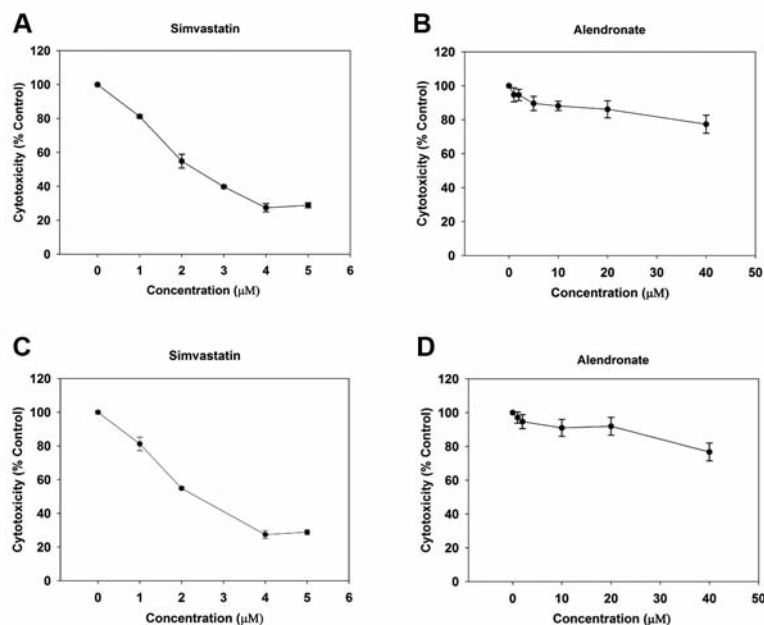 A
Simvastatin
120
100
80
60
40
20
0
Cytotoxicity (% Control)
0 1 2 3 4 5 6
Concentration (μM)
B
Alendronate
120
100
80
60
40
20
0
Cytotoxicity (% Control)
0 10 20 30 40 50
Concentration (μM)
C
Simvastatin
120
100
80
60
40
20
0
Cytotoxicity (% Control)
0 1 2 3 4 5 6
Concentration (μM)
D
Alendronate
120
100
80
60
40
20
0
Cytotoxicity (% Control)
0 10 20 30 40 50
Concentration (μM)